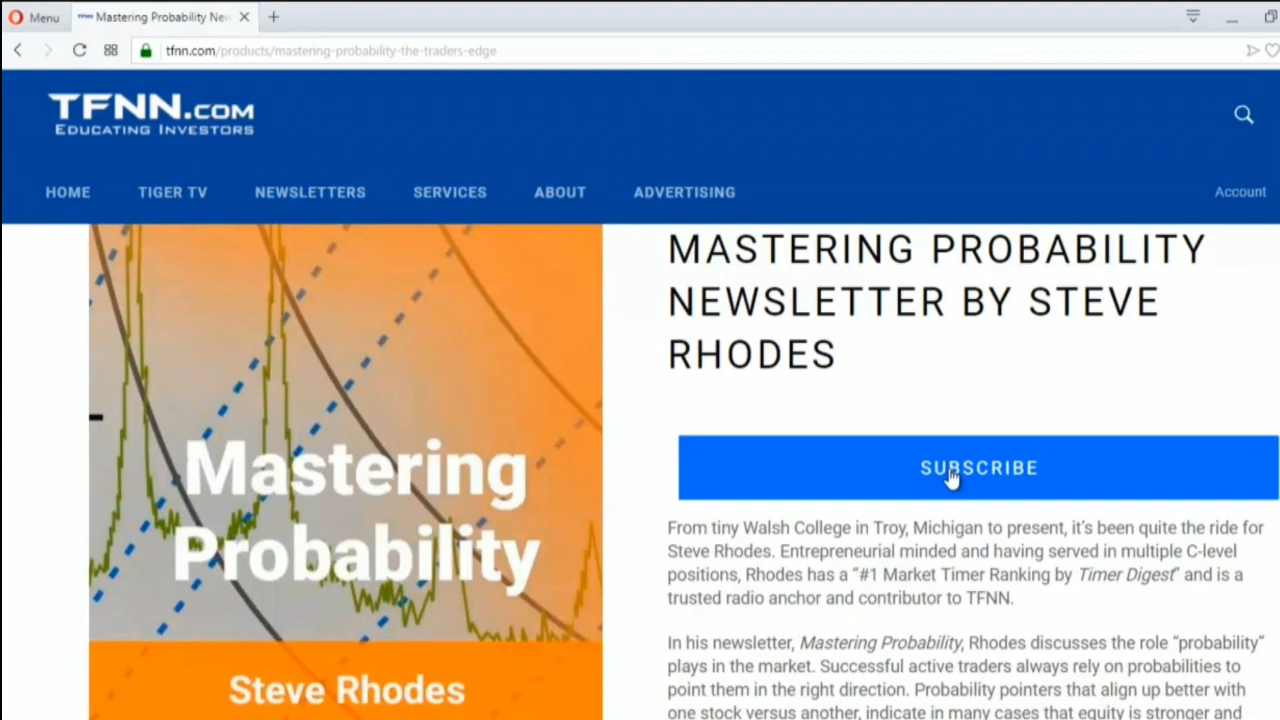 Menu
Mastering Probability New
tfnn.com/products/mastering-probability-the-traders-edge
TFNN.COM
EDUCATING INVESTORS
HOME TIGER TV NEWSLETTERS SERVICES ABOUT ADVERTISING Account
MASTERING PROBABILITY
NEWSLETTER BY STEVE
RHODES
SUBSCRIBE
From tiny Walsh College in Troy, Michigan to present, it's been quite the ride for
Steve Rhodes. Entrepreneurial minded and having served in multiple C-level
positions, Rhodes has a “#1 Market Timer Ranking by Timer Digest” and is a
trusted radio anchor and contributor to TFNN.
In his newsletter, Mastering Probability, Rhodes discusses the role “probability”
plays in the market. Successful active traders always rely on probabilities to
point them in the right direction. Probability pointers that align up better with
one stock versus another, indicate in many cases that equity is stronger and
Mastering
Probability
Steve Rhodes